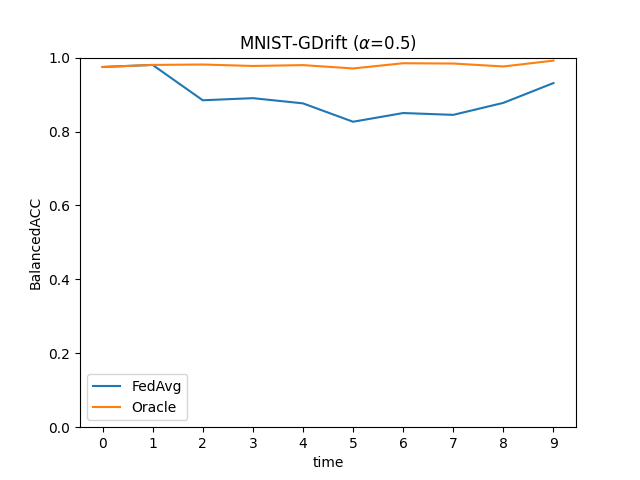 MNIST-GDrift (α=0.5)
BalancedACC
1.0
0.8
0.6
0.4
0.2
0.0
FedAvg
Oracle
0 1 2 3 4 5 6 7 8 9
time